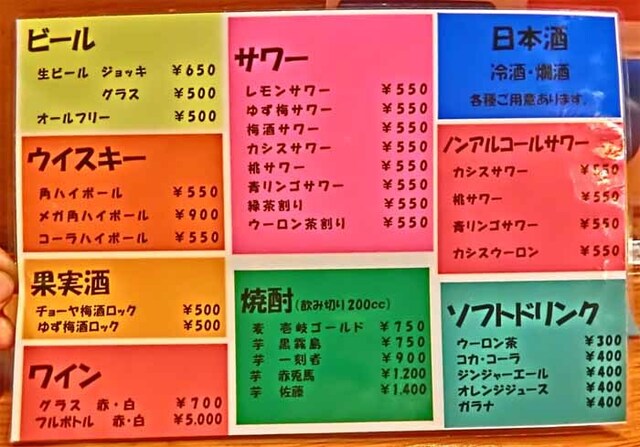 ビール
生ビール ジョッキ ￥650
グラス ￥500
オールフリー ￥500
ウイスキー
角ハイボール ￥550
メガ角ハイボール ￥900
コーラハイボール ￥550
果実酒
チョーヤ梅酒ロック ￥500
ゆず梅酒ロック ￥500
ワイン
グラス 赤・白 ￥700
フルボトル 赤・白 ￥5.000
サワー
レモンサワー ￥550
ゆず梅サワー ￥550
梅酒サワー ￥550
カシスサワー ￥550
桃サワー ￥550
青リンゴサワー ￥550
緑茶割り ￥550
ウーロン茶割り ￥550
焼酎(飲み切り200cc)
麦 壱岐ゴールド ￥750
芋 黒霧島 ￥750
芋 一刻者 ￥900
芋 赤兎馬 ￥1.200
芋 佐藤 ￥1.400
日本酒
冷酒・燗酒
各種ご用意あります。
ノンアルコールサワー
カシスサワー ￥550
桃サワー ￥550
青リンゴサワー ￥550
カシスウーロン ￥550
ソフトドリンク
ウーロン茶 ￥300
コカ・コーラ ￥400
ジンジャーエール ￥400
オレンジジュース ￥400
ガラナ ￥400